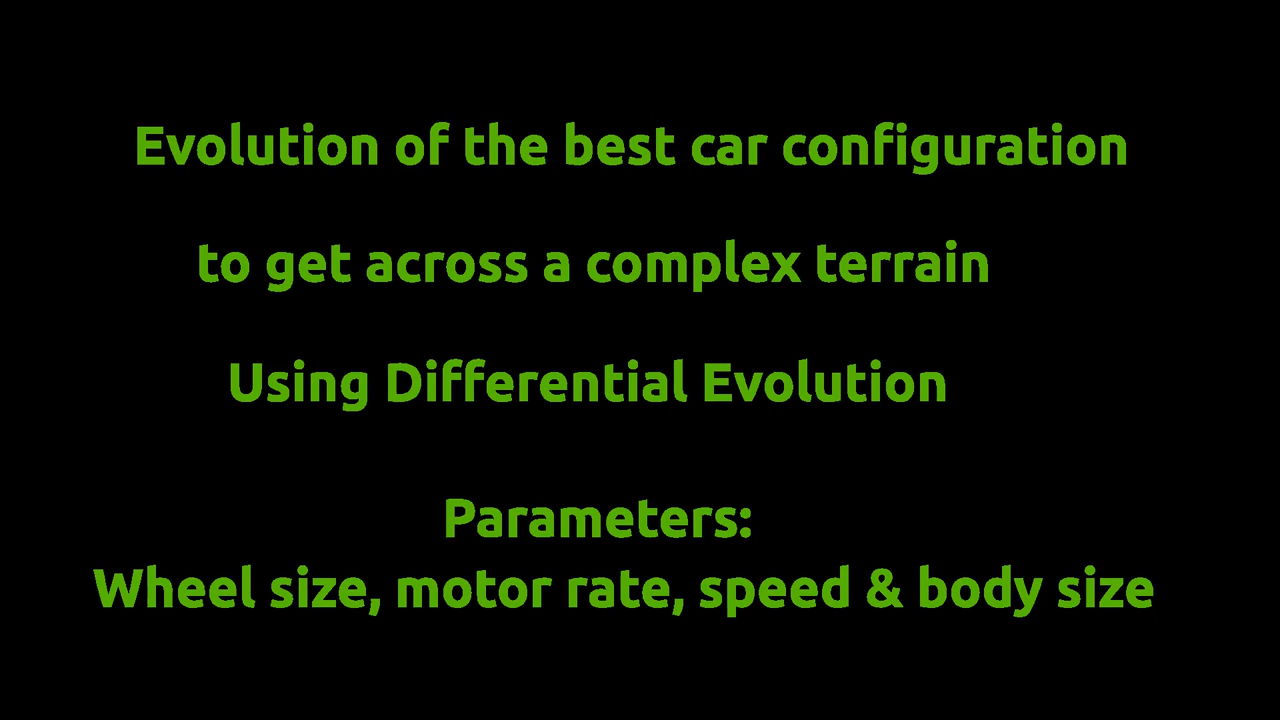 Evolution of the best car configuration
to get across a complex terrain
Using Differential Evolution
Parameters:
Wheel size, motor rate, speed & body size